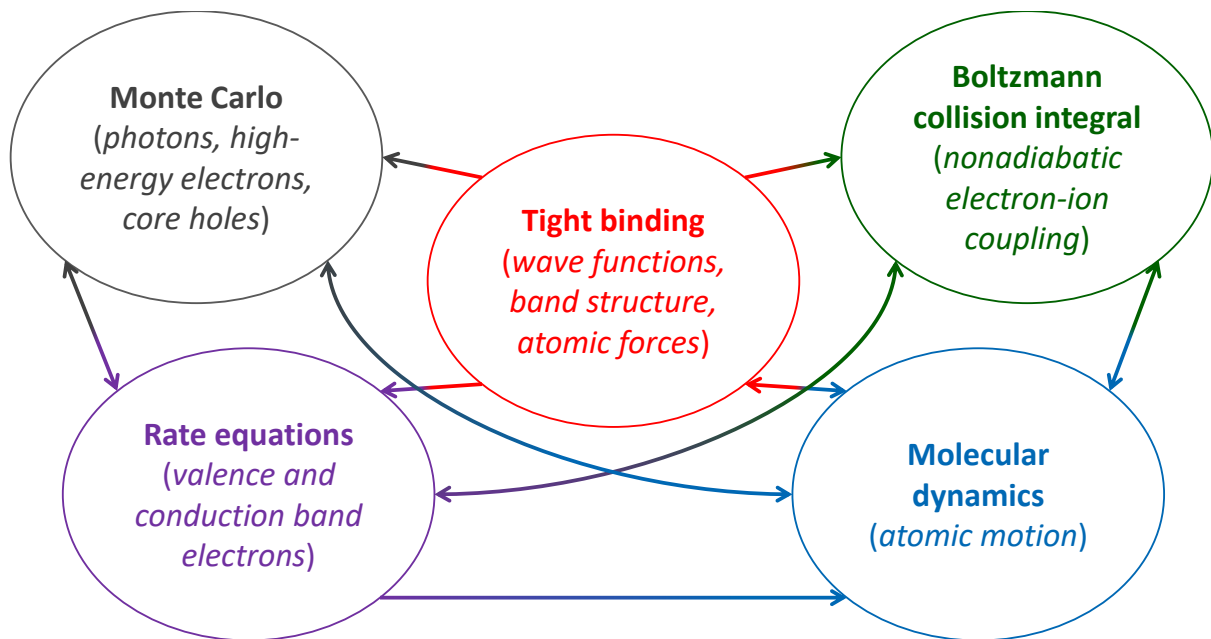 Monte Carlo
(photons, high-
energy electrons,
core holes)
Boltzmann
collision integral
(nonadiabatic
electron-ion
coupling)
Tight binding
(wave functions,
band structure,
atomic forces)
Rate equations
(valence and
conduction band
electrons)
Molecular
dynamics
(atomic motion)